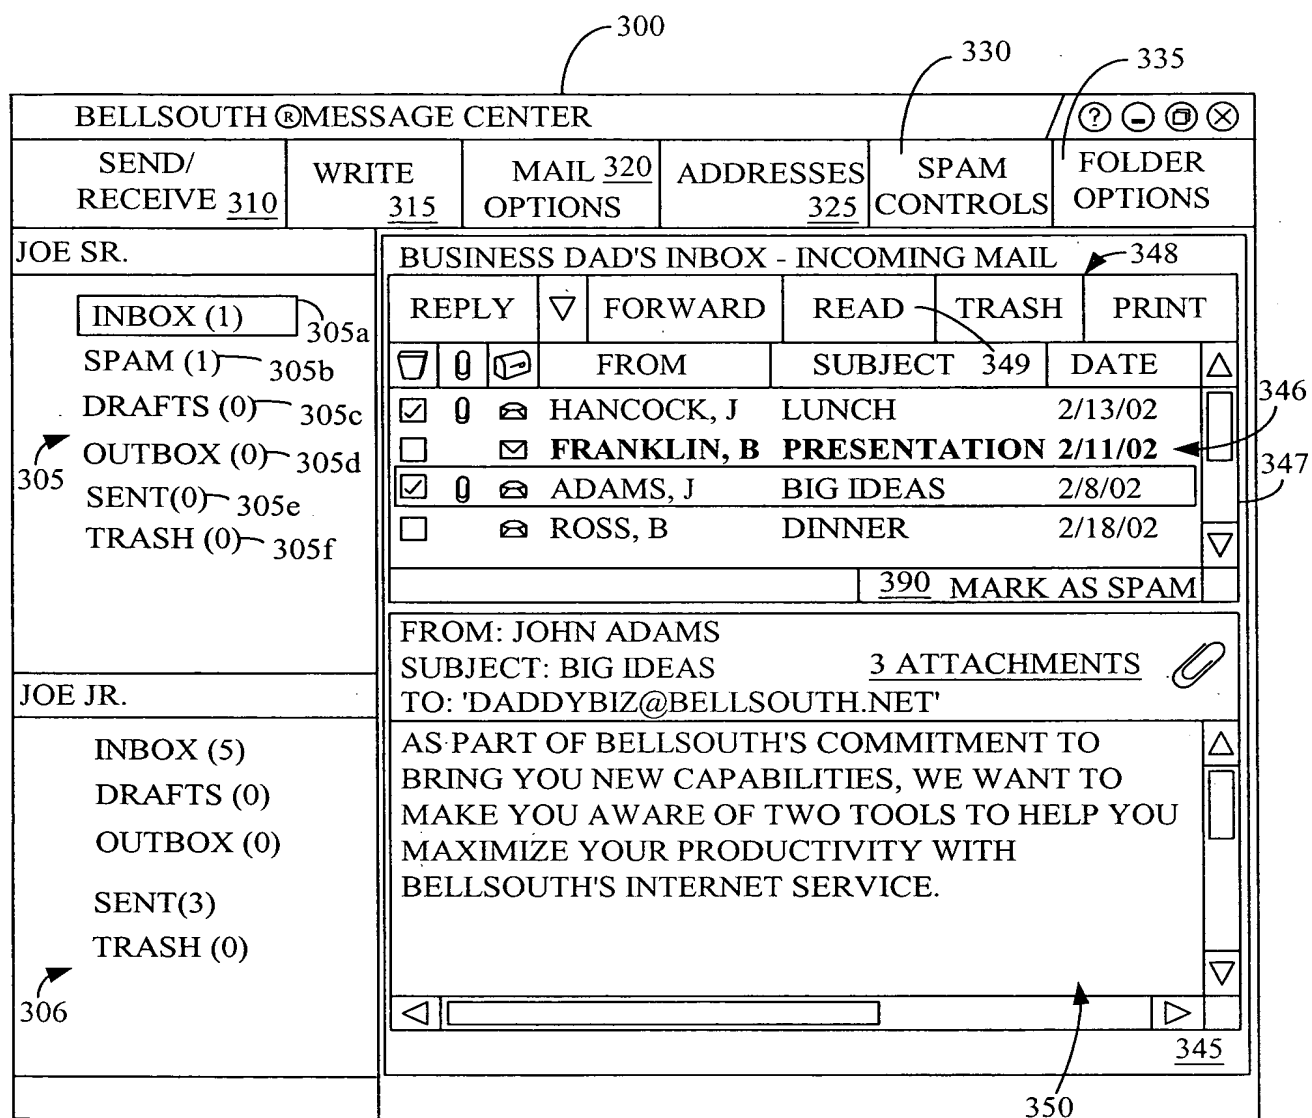 300
330
335
BELLSOUTH ®MESSAGE CENTER ?
SEND/
RECEIVE 310
WRITE
315
MAIL 320
OPTIONS
ADDRESSES
325
SPAM
CONTROLS
FOLDER
OPTIONS
JOE SR.
INBOX (1) 305a
SPAM (1) 305b
DRAFTS (0) 305c
OUTBOX (0) 305d
305
SENT(0) 305e
TRASH (0) 305f
BUSINESS DAD'S INBOX - INCOMING MAIL 348
REPLY FORWARD READ TRASH PRINT
FROM SUBJECT 349 DATE
346
HANCOCK, J LUNCH 2/13/02
FRANKLIN, B PRESENTATION 2/11/02
347
ADAMS, J BIG IDEAS 2/8/02
ROSS, B DINNER 2/18/02
390 MARK AS SPAM
FROM: JOHN ADAMS
SUBJECT: BIG IDEAS 3 ATTACHMENTS
TO: 'DADDYBIZ@BELLSOUTH.NET'
AS PART OF BELLSOUTH'S COMMITMENT TO
BRING YOU NEW CAPABILITIES, WE WANT TO
MAKE YOU AWARE OF TWO TOOLS TO HELP YOU
MAXIMIZE YOUR PRODUCTIVITY WITH
BELLSOUTH'S INTERNET SERVICE.
JOE JR.
INBOX (5)
DRAFTS (0)
OUTBOX (0)
SENT(3)
TRASH (0)
306
345
350